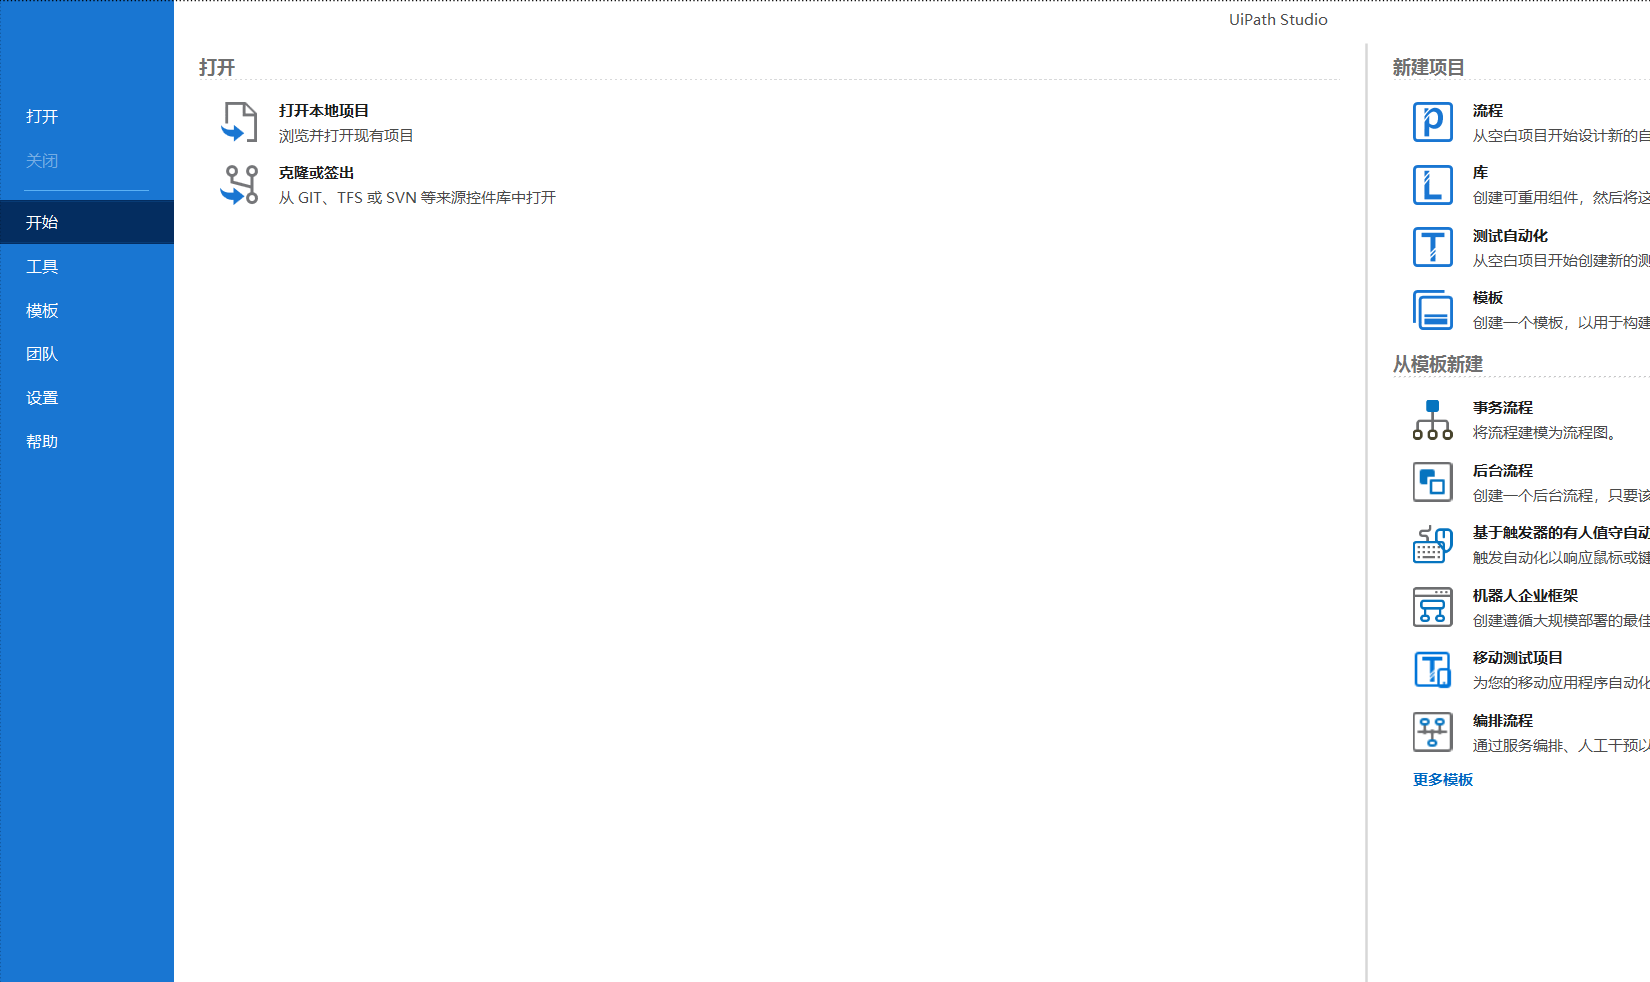 UiPath Studio
打开
关闭
开始
工具
模板
团队
设置
帮助
打开
打开本地项目
浏览并打开现有项目
克隆或签出
从 GIT、TFS 或 SVN 等来源控件库中打开
新建项目
流程
从空白项目开始设计新的自
库
创建可重用组件，然后将这
测试自动化
从空白项目开始创建新的测
模板
创建一个模板，以用于构建
从模板新建
事务流程
将流程建模为流程图。
后台流程
创建一个后台流程，只要该
基于触发器的有人值守自动
触发自动化以响应鼠标或键
机器人企业框架
创建遵循大规模部署的最佳
移动测试项目
为您的移动应用程序自动化
编排流程
通过服务编排、人工干预以
更多模板